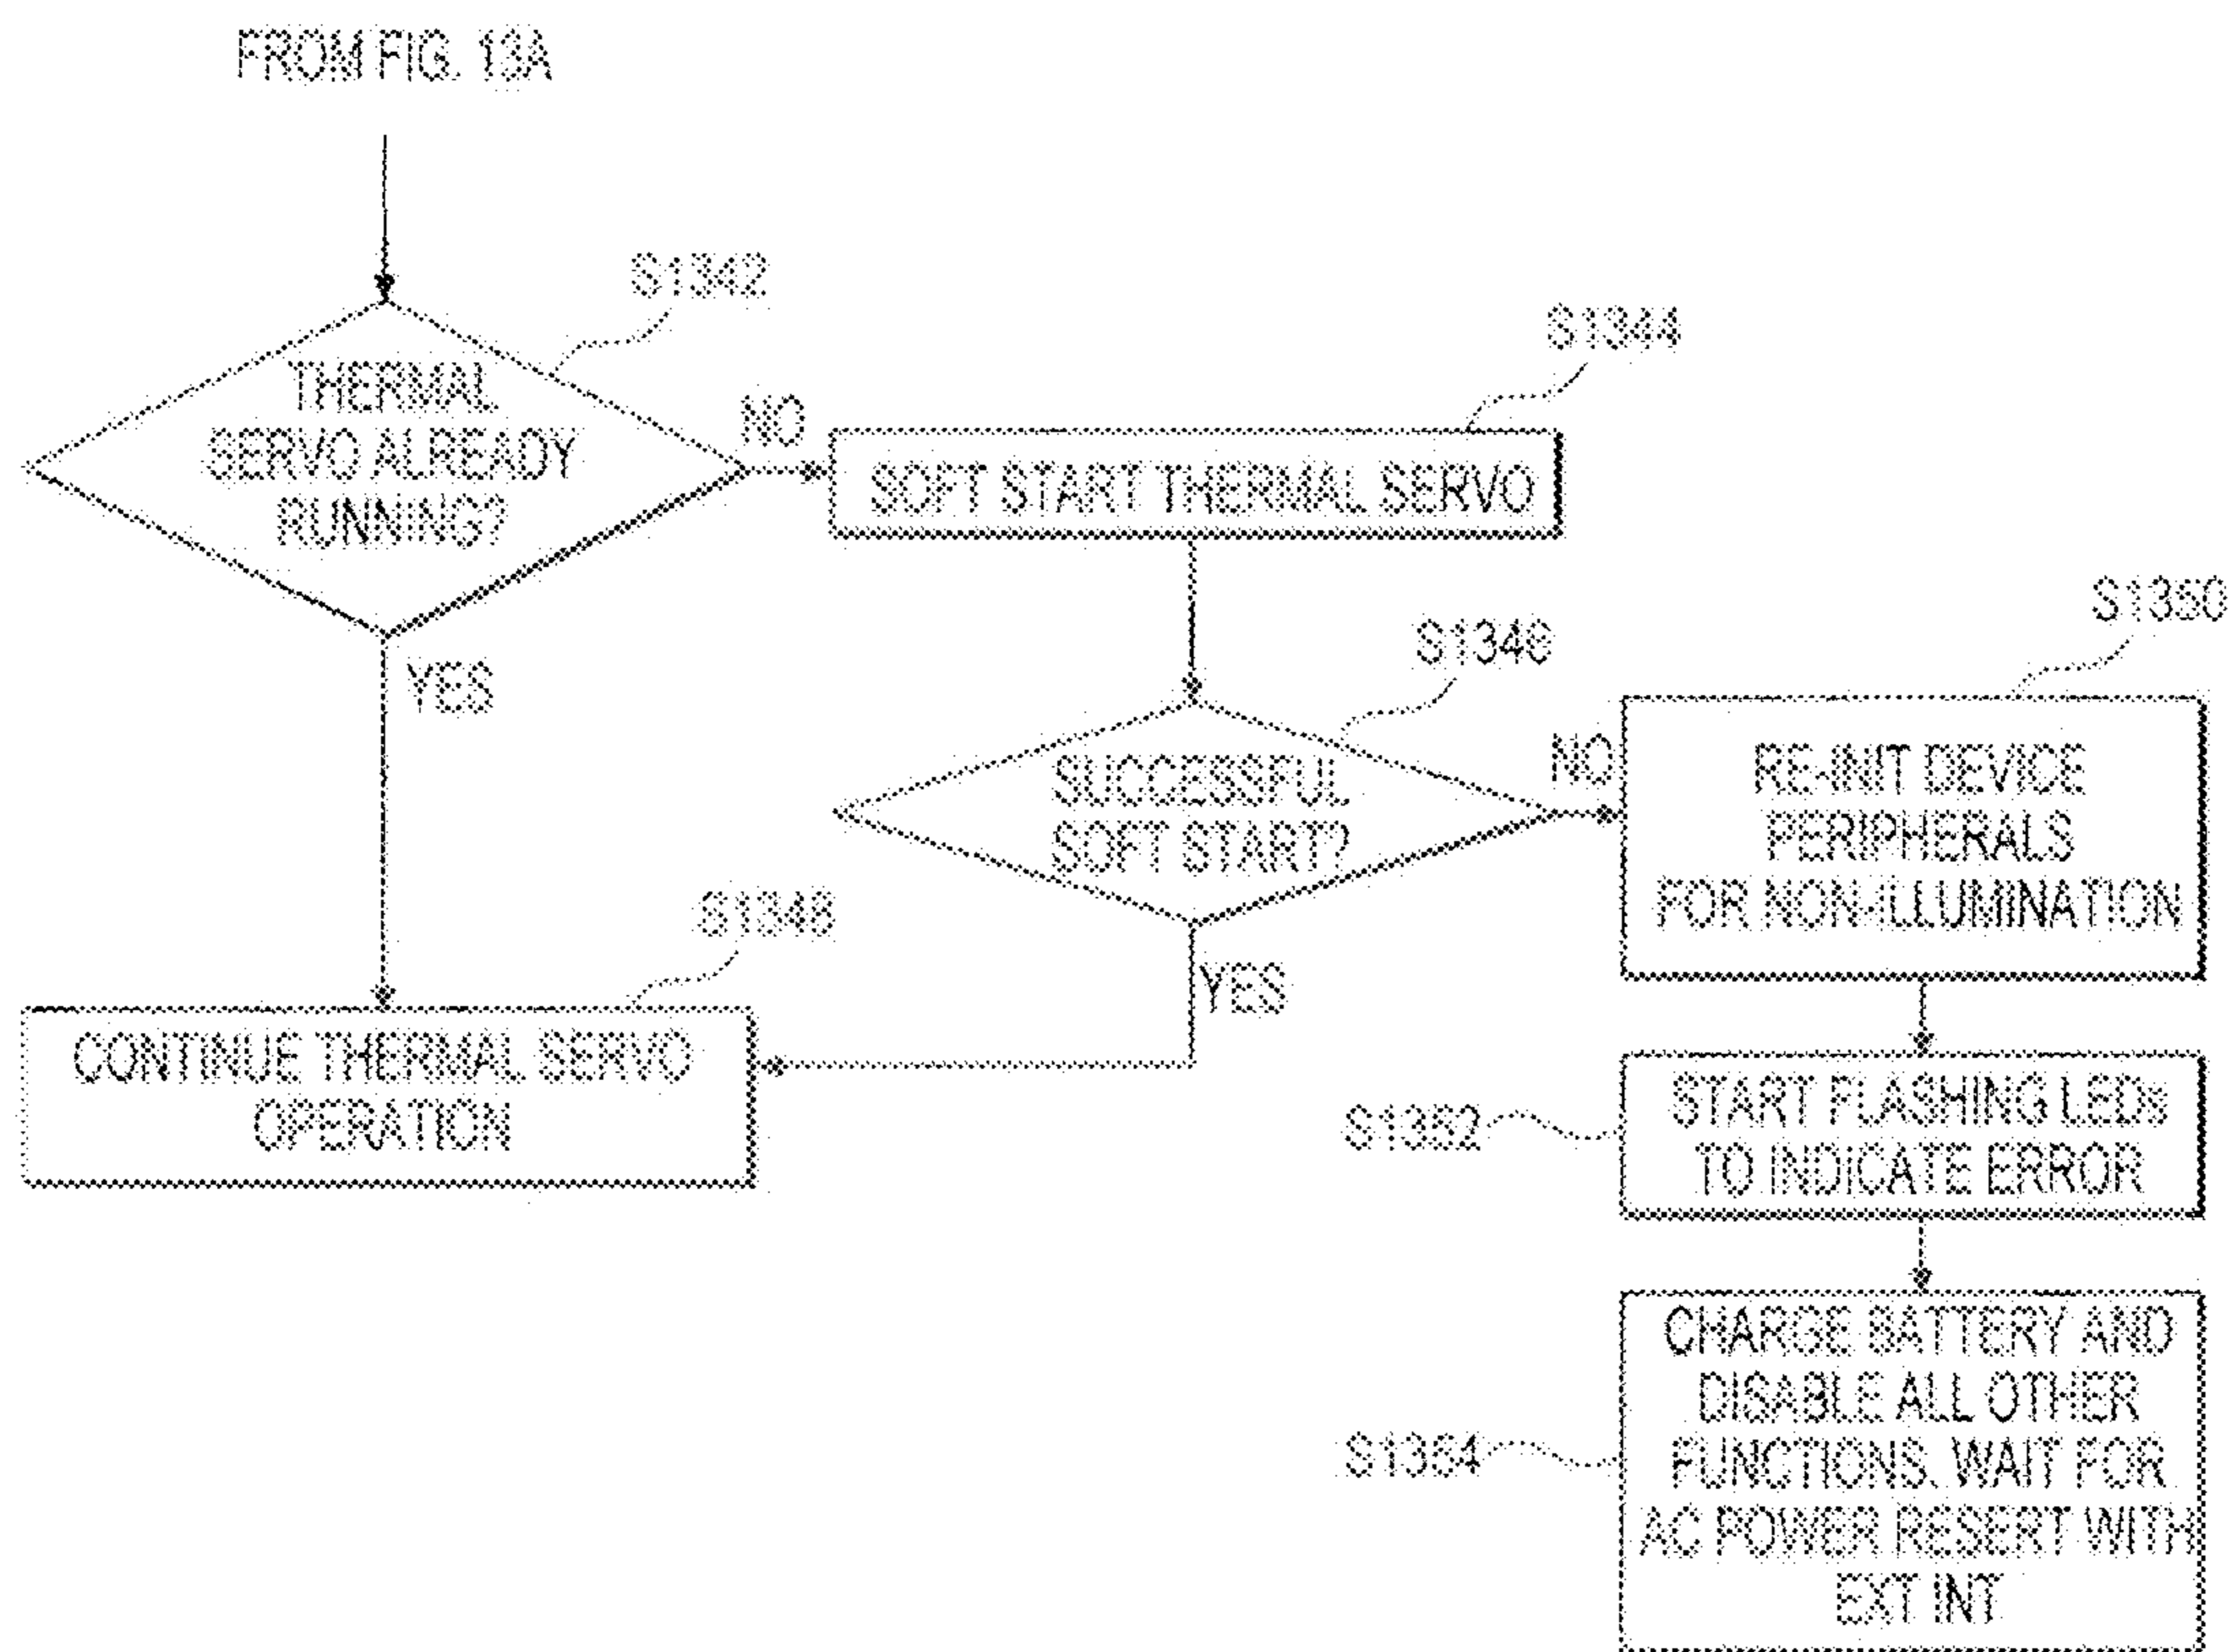 FROM FIG. 13A
S1342
THERMAL
SERVO ALREADY
RUNNING?
NO
YES
S1344
SOFT START THERMAL SERVO
S1346
SUCCESSFUL
SOFT START?
NO
YES
S1348
CONTINUE THERMAL SERVO
OPERATION
S1350
RE-INIT DEVICE
PERIPHERALS
FOR NON-ILLUMINATION
S1352
START FLASHING LEDs
TO INDICATE ERROR
S1354
CHARGE BATTERY AND
DISABLE ALL OTHER
FUNCTIONS. WAIT FOR
AC POWER RESERT WITH
EXT INT